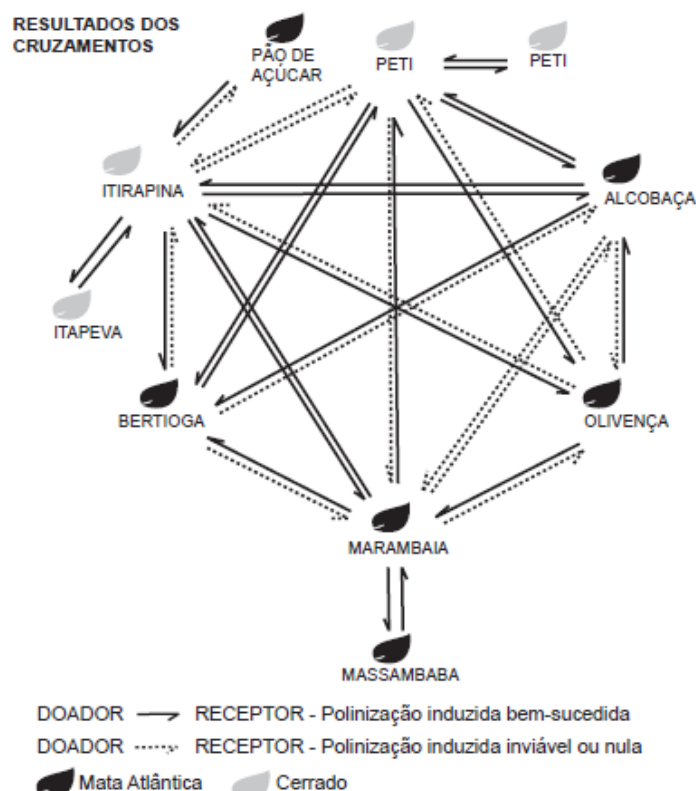 RESULTADOS DOS
CRUZAMENTOS
PÃO DE
AÇÚCAR
PETI
PETI
ITIRAPINA
ALCOBAÇA
ITAPEVA
BERTIOGA
OLIVENÇA
MARAMBAIA
MASSAMBABA
DOADOR RECEPTOR - Polinização induzida bem-sucedida
DOADOR RECEPTOR - Polinização induzida inviável ou nula
Mata Atlântica Cerrado